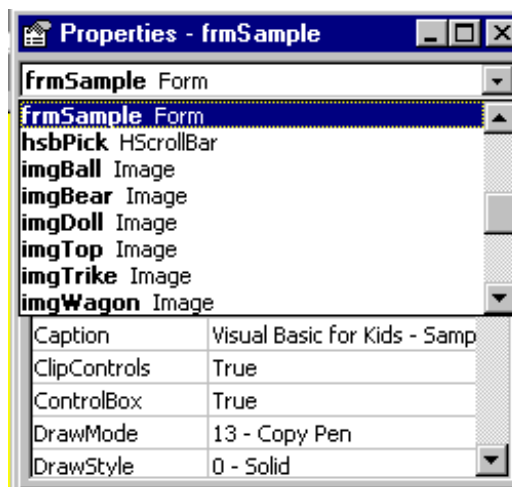 Properties - frmSample
frmSample Form
frmSample Form
hsbPick HScrollBar
imgBall Image
imgBear Image
imgDoll Image
imgTop Image
imgTrike Image
imgWagon Image
Caption Visual Basic for Kids - Samp
ClipControls True
ControlBox True
DrawMode 13 - Copy Pen
DrawStyle 0 - Solid